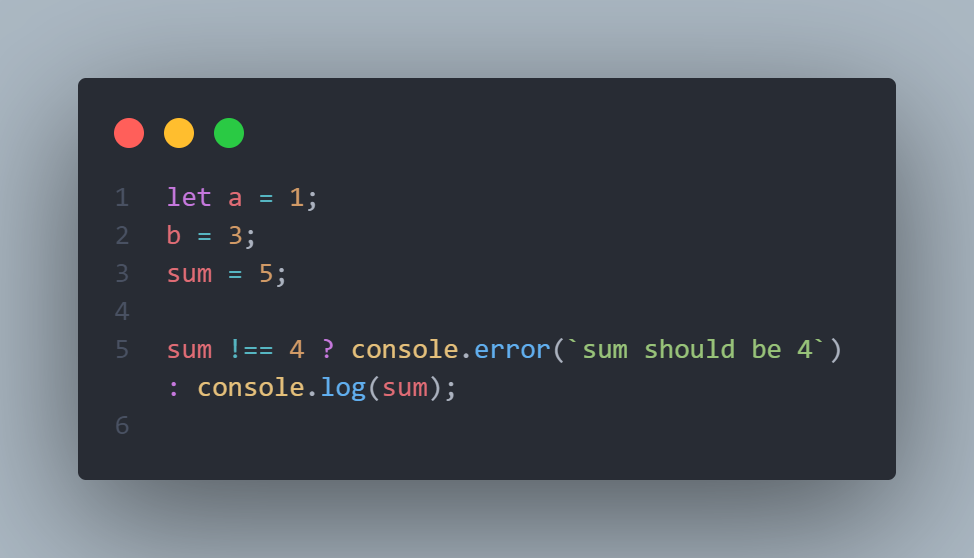 1 let a = 1;
2 b = 3;
3 sum = 5;
4
5 sum !== 4 ? console.error(`sum should be 4`)
: console.log(sum);
6